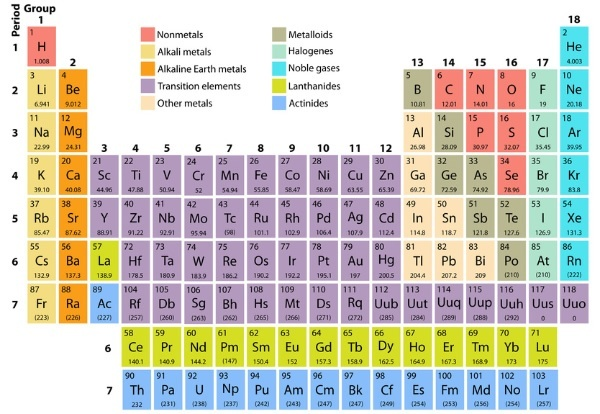 Period
Group
1
18
Nonmetals
Alkali metals
Alkaline Earth metals
Transition elements
Other metals
Metalloids
Halogenes
Noble gases
Lanthanides
Actinides
1
1 2
H He
1.008 4.003
2 13 14 15 16 17
2
3 4 5 6 7 8 9 10
Li Be B C N O F Ne
6.941 9.012 10.81 12.01 14.01 16 19 20.18
3
11 12 13 14 15 16 17 18
Na Mg Al Si P S Cl Ar
22.99 24.31 26.98 28.09 30.97 32.07 35.45 39.95
3 4 5 6 7 8 9 10 11 12
4
19 20 21 22 23 24 25 26 27 28 29 30 31 32 33 34 35 36
K Ca Sc Ti V Cr Mn Fe Co Ni Cu Zn Ga Ge As Se Br Kr
39.10 40.08 44.96 47.88 50.94 52 54.94 55.85 58.47 58.69 63.55 65.39 69.72 72.59 74.92 78.96 79.9 83.8
5
37 38 39 40 41 42 43 44 45 46 47 48 49 50 51 52 53 54
Rb Sr Y Zr Nb Mo Tc Ru Rh Pd Ag Cd In Sn Sb Te I Xe
85.47 87.62 88.91 92.91 95.94 (98) 101.1 102.9 106.4 107.9 112.4 114.8 118.7 121.8 127.6 126.9 131.3
6
55 56 57 72 73 74 75 76 77 78 79 80 81 82 83 84 85 86
Cs Ba La Hf Ta W Re Os Ir Pt Au Hg Tl Pb Bi Po At Rn
132.9 137.3 138.9 178.5 180.9 183.9 186.2 190.2 192.2 195.1 197 200.5 204.4 207.2 209 (210) (210) (222)
7
87 88 89 104 105 106 107 108 109 110 111 112 113 114 115 116 117 118
Fr Ra Ac Rf Db Sg Bh Hs Mt Ds Rg Uub Uut Uuq Uup Uuh Uus Uuo
(223) (226) (227) (257) (260) (263) (262) (265) (266) (271) (272) (285) (284) (289) (288) (292) 0 0
6
58 59 60 61 62 63 64 65 66 67 68 69 70 71
Ce Pr Nd Pm Sm Eu Gd Tb Dy Ho Er Tm Yb Lu
140.1 140.9 144.2 (147) 150.4 152 157.3 158.9 162.5 164.9 167.3 168.9 173 175
7
90 91 92 93 94 95 96 97 98 99 100 101 102 103
Th Pa U Np Pu Am Cm Bk Cf Es Fm Md No Lr
232 (231) (238) (237) (242) (243) (247) (247) (249) (254) (253) (256) (254) (257)